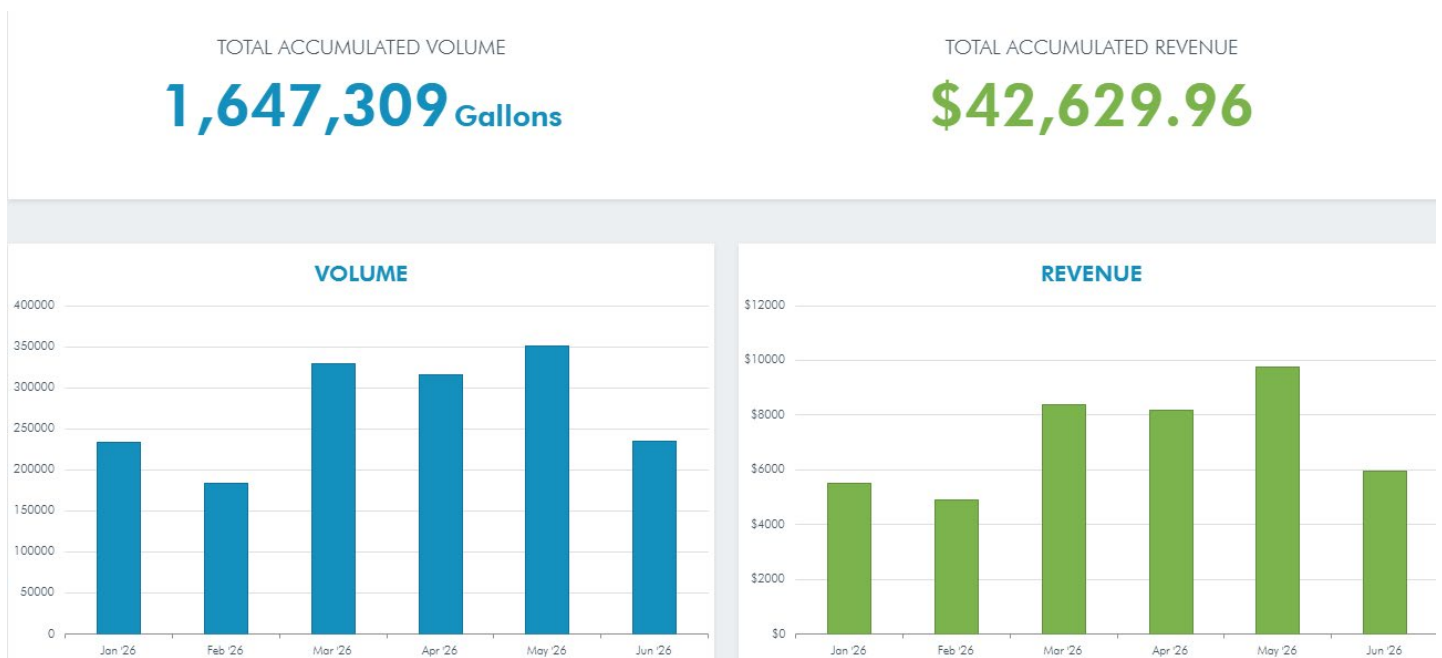 TOTAL ACCUMULATED VOLUME
1,647,309 Gallons
TOTAL ACCUMULATED REVENUE
$42,629.96
VOLUME
400000
350000
300000
250000
200000
150000
100000
50000
0
Jan '26 Feb '26 Mar '26 Apr '26 May '26 Jun '26
REVENUE
$12000
$10000
$8000
$6000
$4000
$2000
$0
Jan '26 Feb '26 Mar '26 Apr '26 May '26 Jun '26